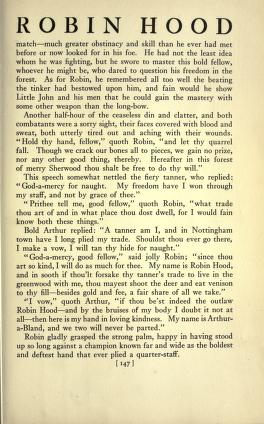 ROBIN HOOD
match—much greater obstinacy and skill than he ever had met
before or now looked for in his foe. He had not the least idea
whom he was fighting, but he swore to master this bold fellow,
whoever he might be, who dared to question his freedom in the
forest. As for Robin, he remembered all too well the beating
the tinker had bestowed upon him, and fain would he show
Little John and his men that he could gain the mastery with
some other weapon than the long-bow.
Another half-hour of the ceaseless din and clatter, and both
combatants were a sorry sight, their faces covered with blood and
sweat, both utterly tired out and aching with their wounds.
"Hold thy hand, fellow," quoth Robin, "and let thy quarrel
fall. Though we crack our bones all to pieces, we gain no prize,
nor any other good thing, thereby. Hereafter in this forest
of merry Sherwood thou shalt be free to do thy will."
This speech somewhat nettled the fiery tanner, who replied;
"God-a-mercy for naught. My freedom have I won through
my staff, and not by grace of thee."
"Prithee tell me, good fellow," quoth Robin, "what trade
thou art of and in what place thou dost dwell, for I would fain
know both these things."
Bold Arthur replied: "A tanner am I, and in Nottingham
town have I long plied my trade. Shouldst thou ever go there,
I make a vow, I will tan thy hide for naught."
"God-a-mercy, good fellow," said jolly Robin; "since thou
art so kind, I will do as much for thee. My name is Robin Hood,
and in sooth if thou'lt forsake thy tanner's trade to live in the
greenwood with me, thou mayest shoot the deer and eat venison
to thy fill—besides gold and fee, a fair share of all we take."
"I vow," quoth Arthur, "if thou be'st indeed the outlaw
Robin Hood—and by the bruises of my body I doubt it not at
all—then here is my hand in loving kindness. My name is Arthur-
a-Bland, and we two will never be parted."
Robin gladly grasped the strong palm, happy in having stood
up so long against a champion known far and wide as the boldest
and deftest hand that ever plied a quarter-staff.
[147]